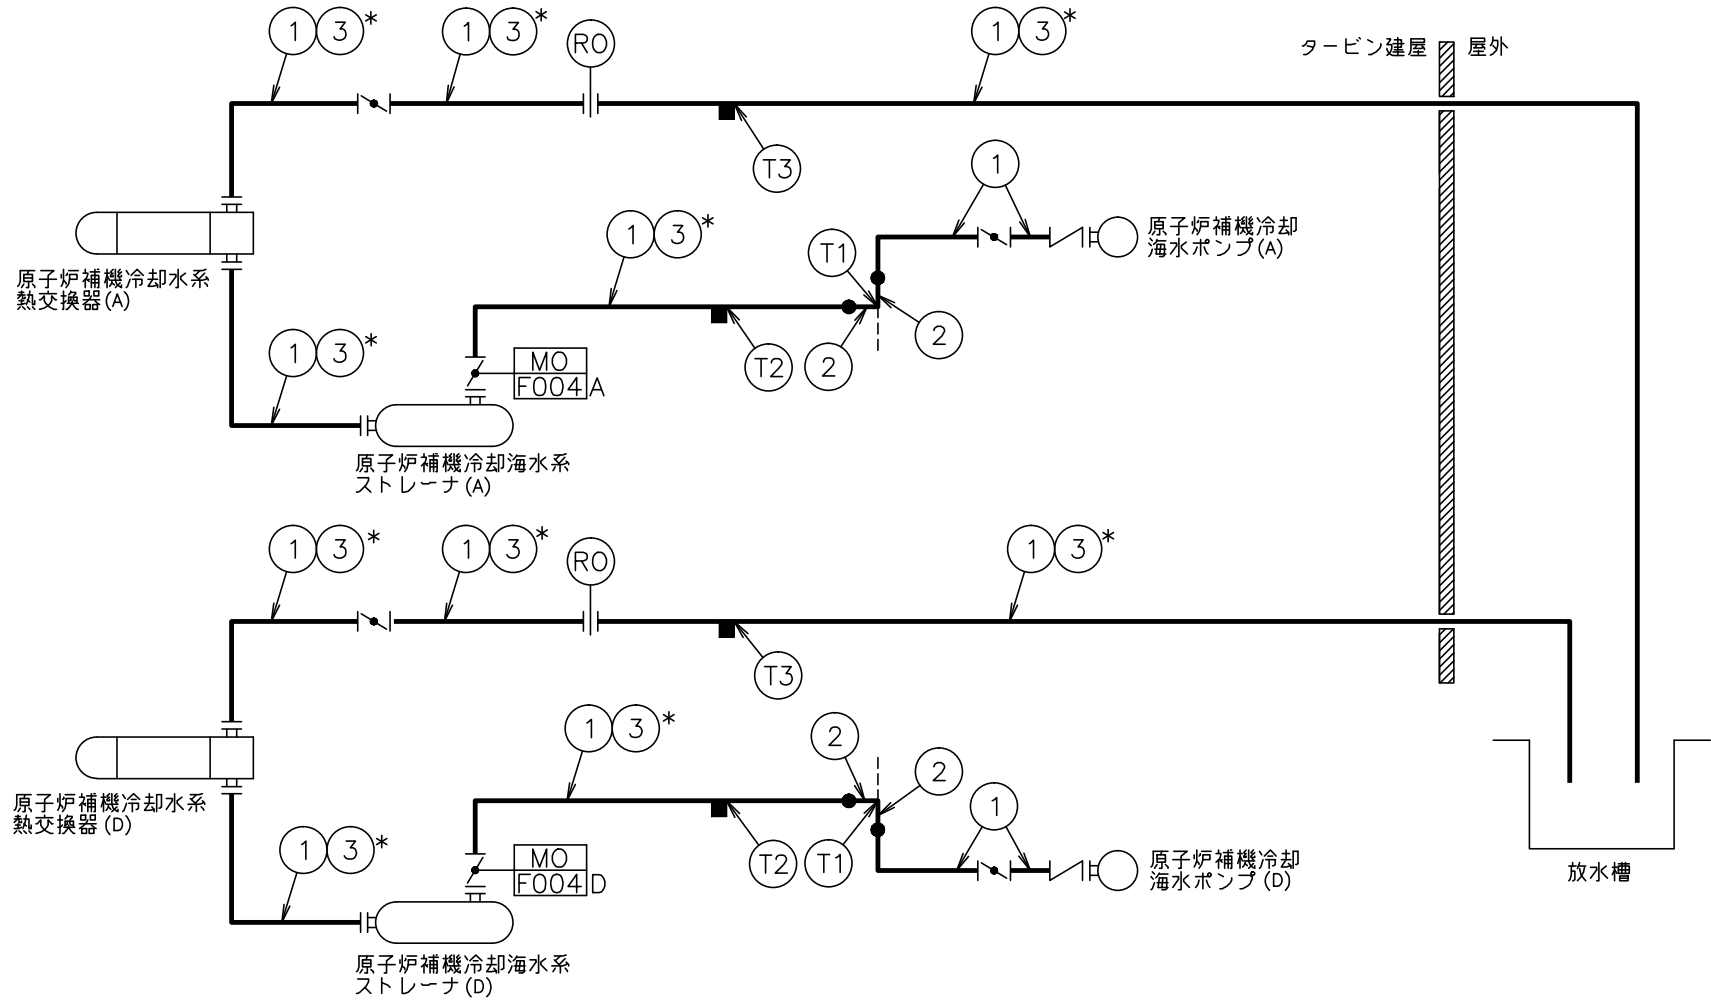 1 3* 1 3* RO 1 3* タービン建屋 屋外
T3 1
原子炉補機冷却
海水ポンプ(A)
1 3* T1
原子炉補機冷却水系
熱交換器(A)
2
1 3* MO T2 2
F004A
原子炉補機冷却海水系
ストレーナ(A)
1 3* 1 3* RO 1 3*
T3
1 3* 2
2
原子炉補機冷却水系
熱交換器(D)
1
1 3* MO T2 T1
F004D
原子炉補機冷却
海水ポンプ(D)
放水槽
原子炉補機冷却海水系
ストレーナ(D)